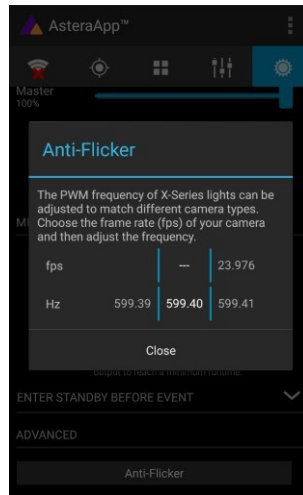 AsteraApp™
Master
100%
Anti-Flicker
The PWM frequency of X-Series lights can be
adjusted to match different camera types.
Choose the frame rate (fps) of your camera
and then adjust the frequency.
fps --- 23.976
Hz 599.39 599.40 599.41
Close
output to reach a minimum runtime.
ENTER STANDBY BEFORE EVENT
ADVANCED
Anti-Flicker